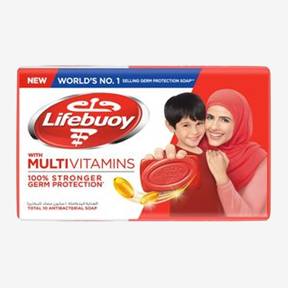 NEW
WORLD'S NO. 1 SELLING GERM PROTECTION SOAP**
Lifebuoy
WITH
MULTIVITAMINS
100% STRONGER
GERM PROTECTION*
TOTAL 10 ANTIBACTERIAL SOAP